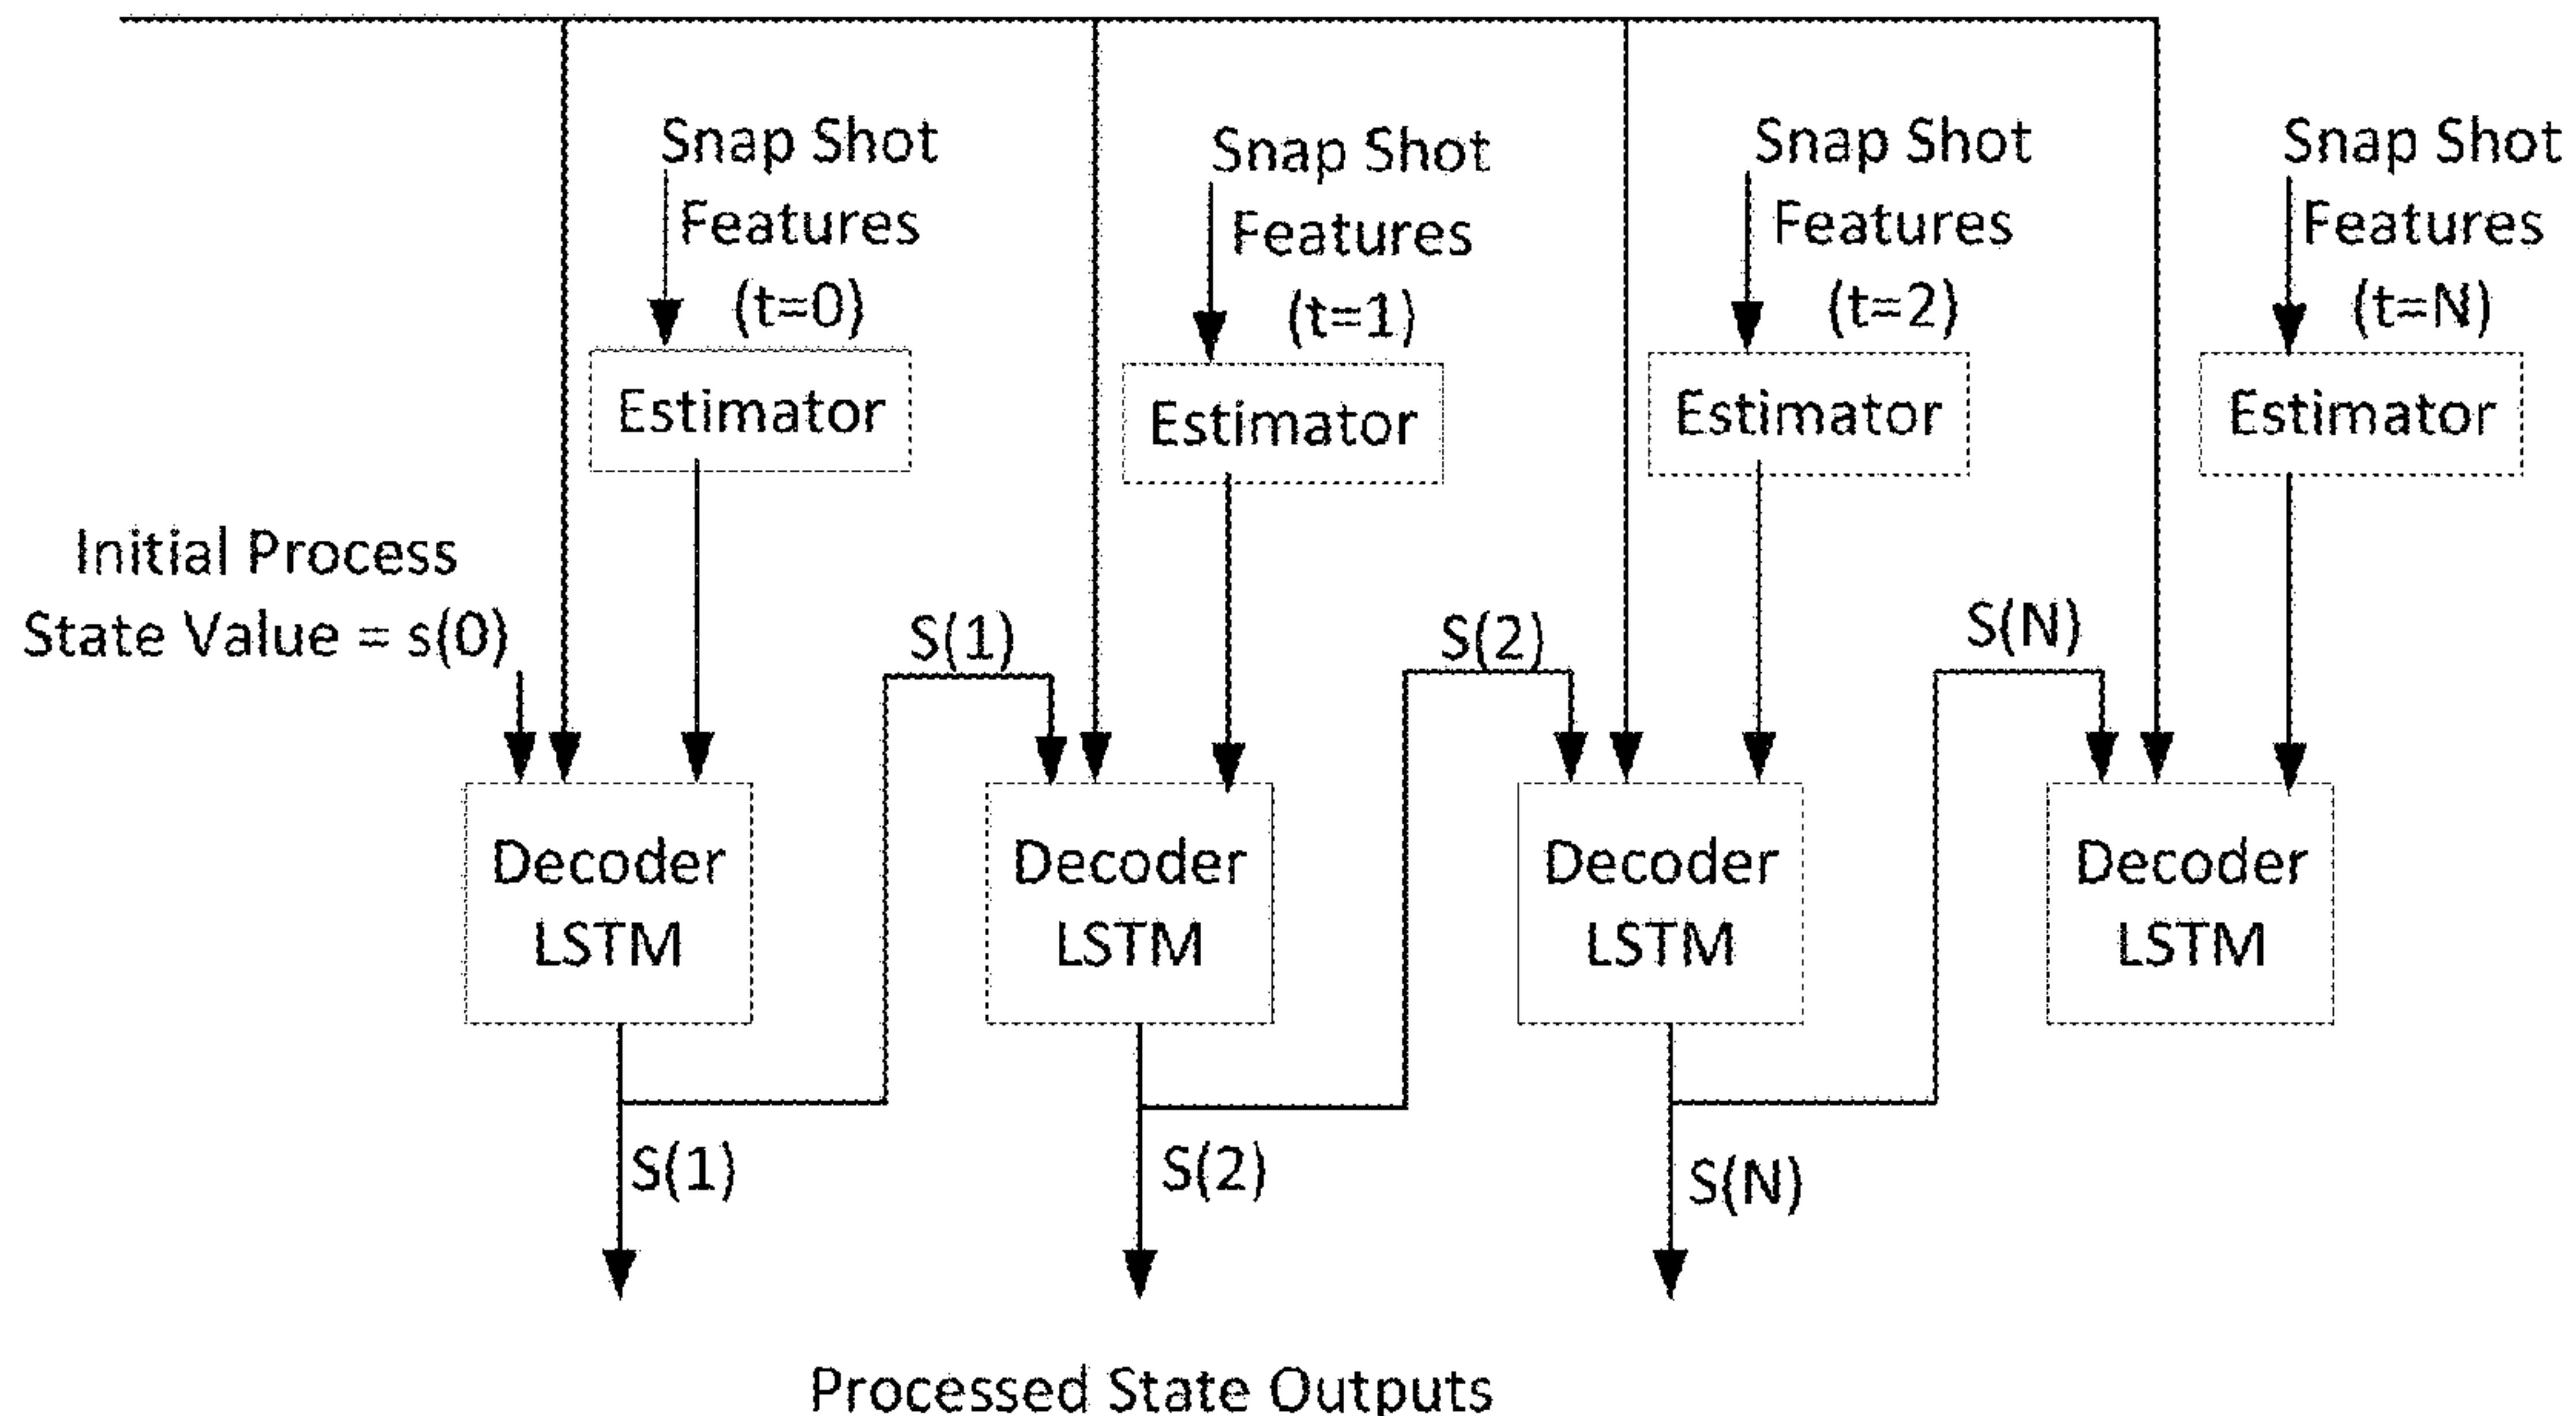 Snap Shot
Features
(t=0)
Snap Shot
Features
(t=1)
Snap Shot
Features
(t=2)
Snap Shot
Features
(t=N)
Estimator
Estimator
Estimator
Estimator
Initial Process
State Value = s(0)
S(1)
S(2)
S(N)
Decoder
LSTM
Decoder
LSTM
Decoder
LSTM
Decoder
LSTM
S(1)
S(2)
S(N)
Processed State Outputs